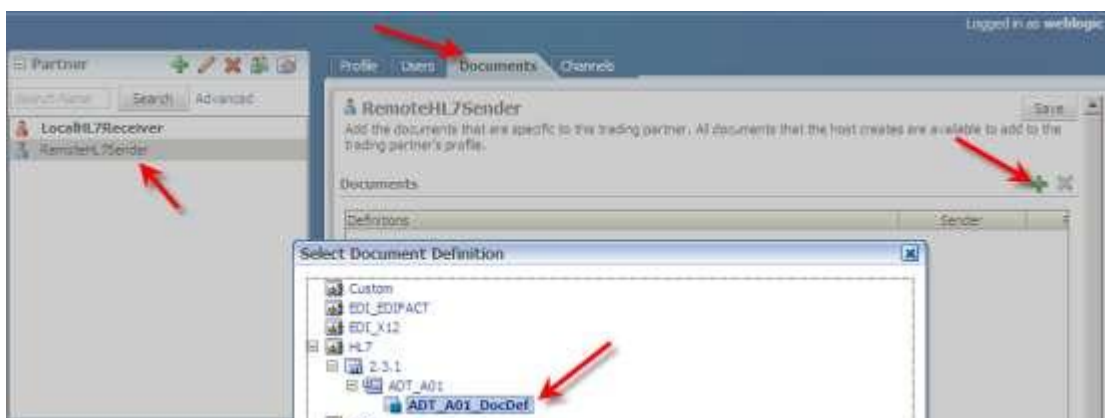 Logged in as weblogic
Partner
Profile Users Documents Channels
Search Advanced
RemoteHL7Sender Save
LocalHL7Receiver
Add the documents that are specific to this trading partner. All documents that the host creates are available to add to the
trading partner's profile.
RemoteHL7Sender
Documents
Definitions Sender
Select Document Definition
Custom
EDI_EDIFACT
EDI_X12
HL7
2.3.1
ADT_A01
ADT_A01_DocDef